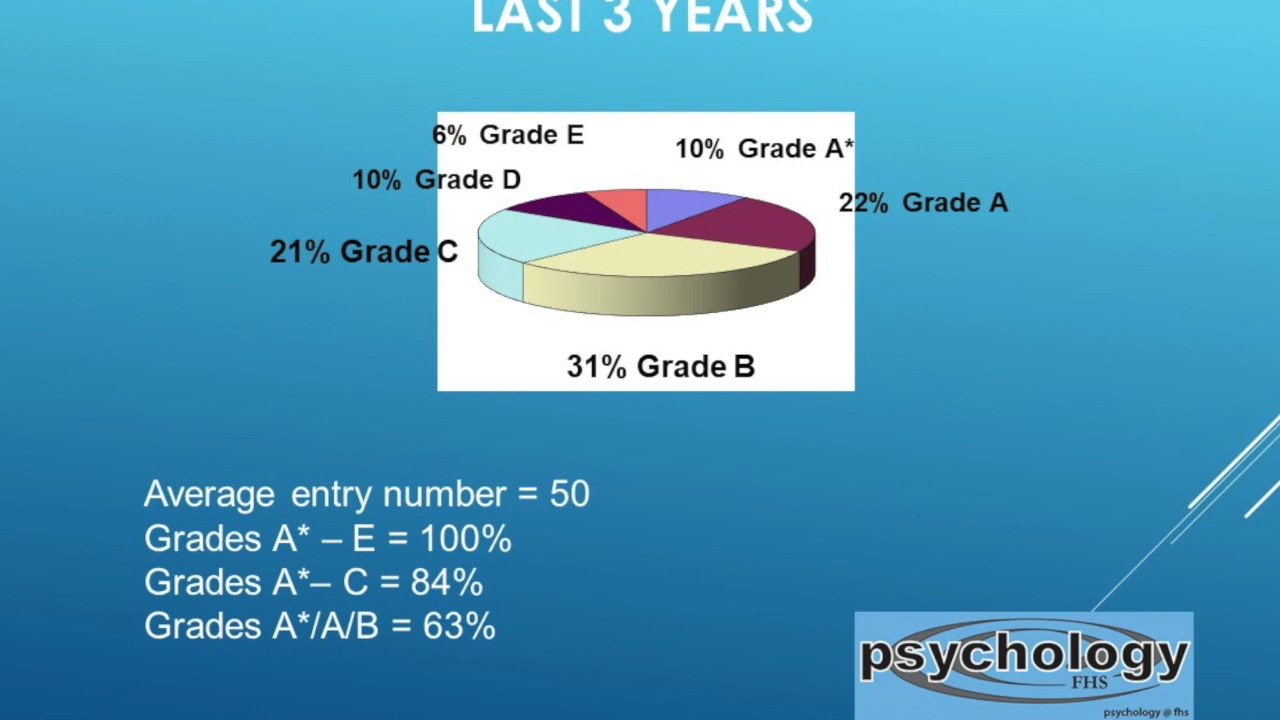 LAST 3 YEARS
6% Grade E
10% Grade A*
10% Grade D
22% Grade A
21% Grade C
31% Grade B
Average entry number = 50
Grades A* – E = 100%
Grades A*– C = 84%
Grades A*/A/B = 63%
psychology
FHS
psychology @ fhs